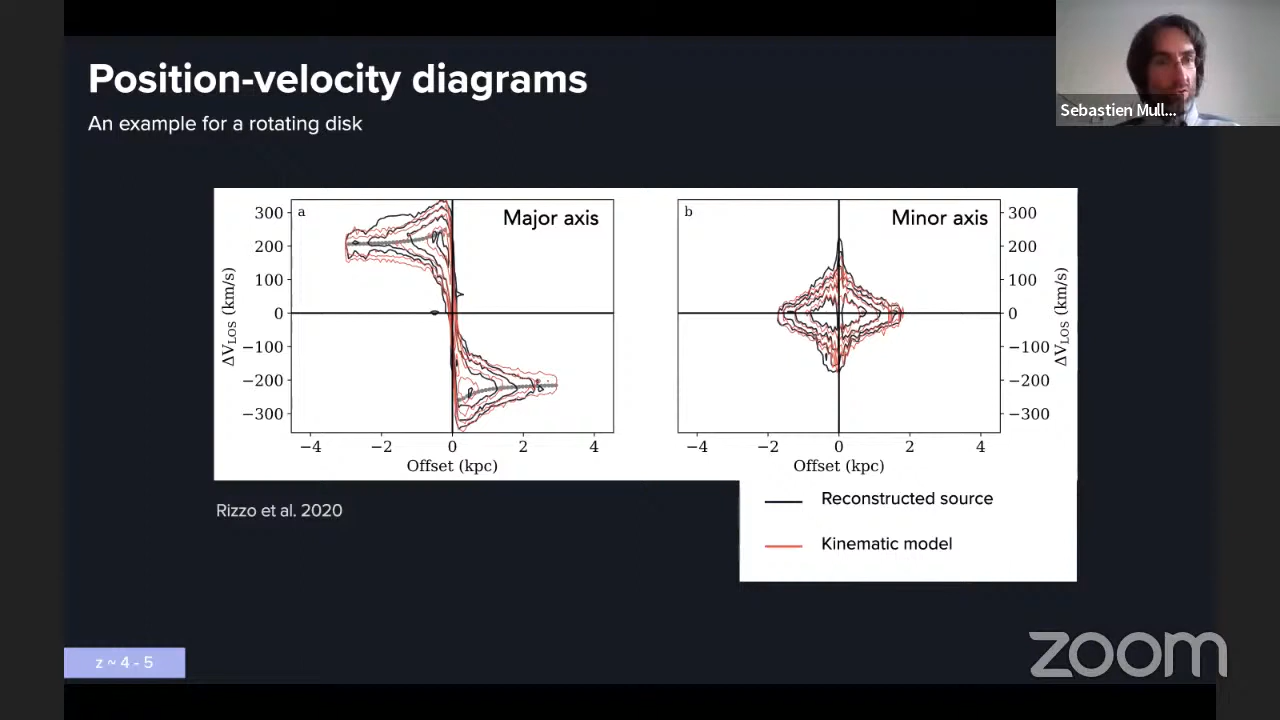 Position-velocity diagrams
An example for a rotating disk
Sebastien Mull...
a
Major axis
300
200
100
0
−100
−200
−300
ΔVLOS (km/s)
−4 −2 0 2 4
Offset (kpc)
b
Minor axis
300
200
100
0
−100
−200
−300
ΔVLOS (km/s)
−4 −2 0 2 4
Offset (kpc)
Reconstructed source
Kinematic model
Rizzo et al. 2020
z ~ 4 - 5
zoom